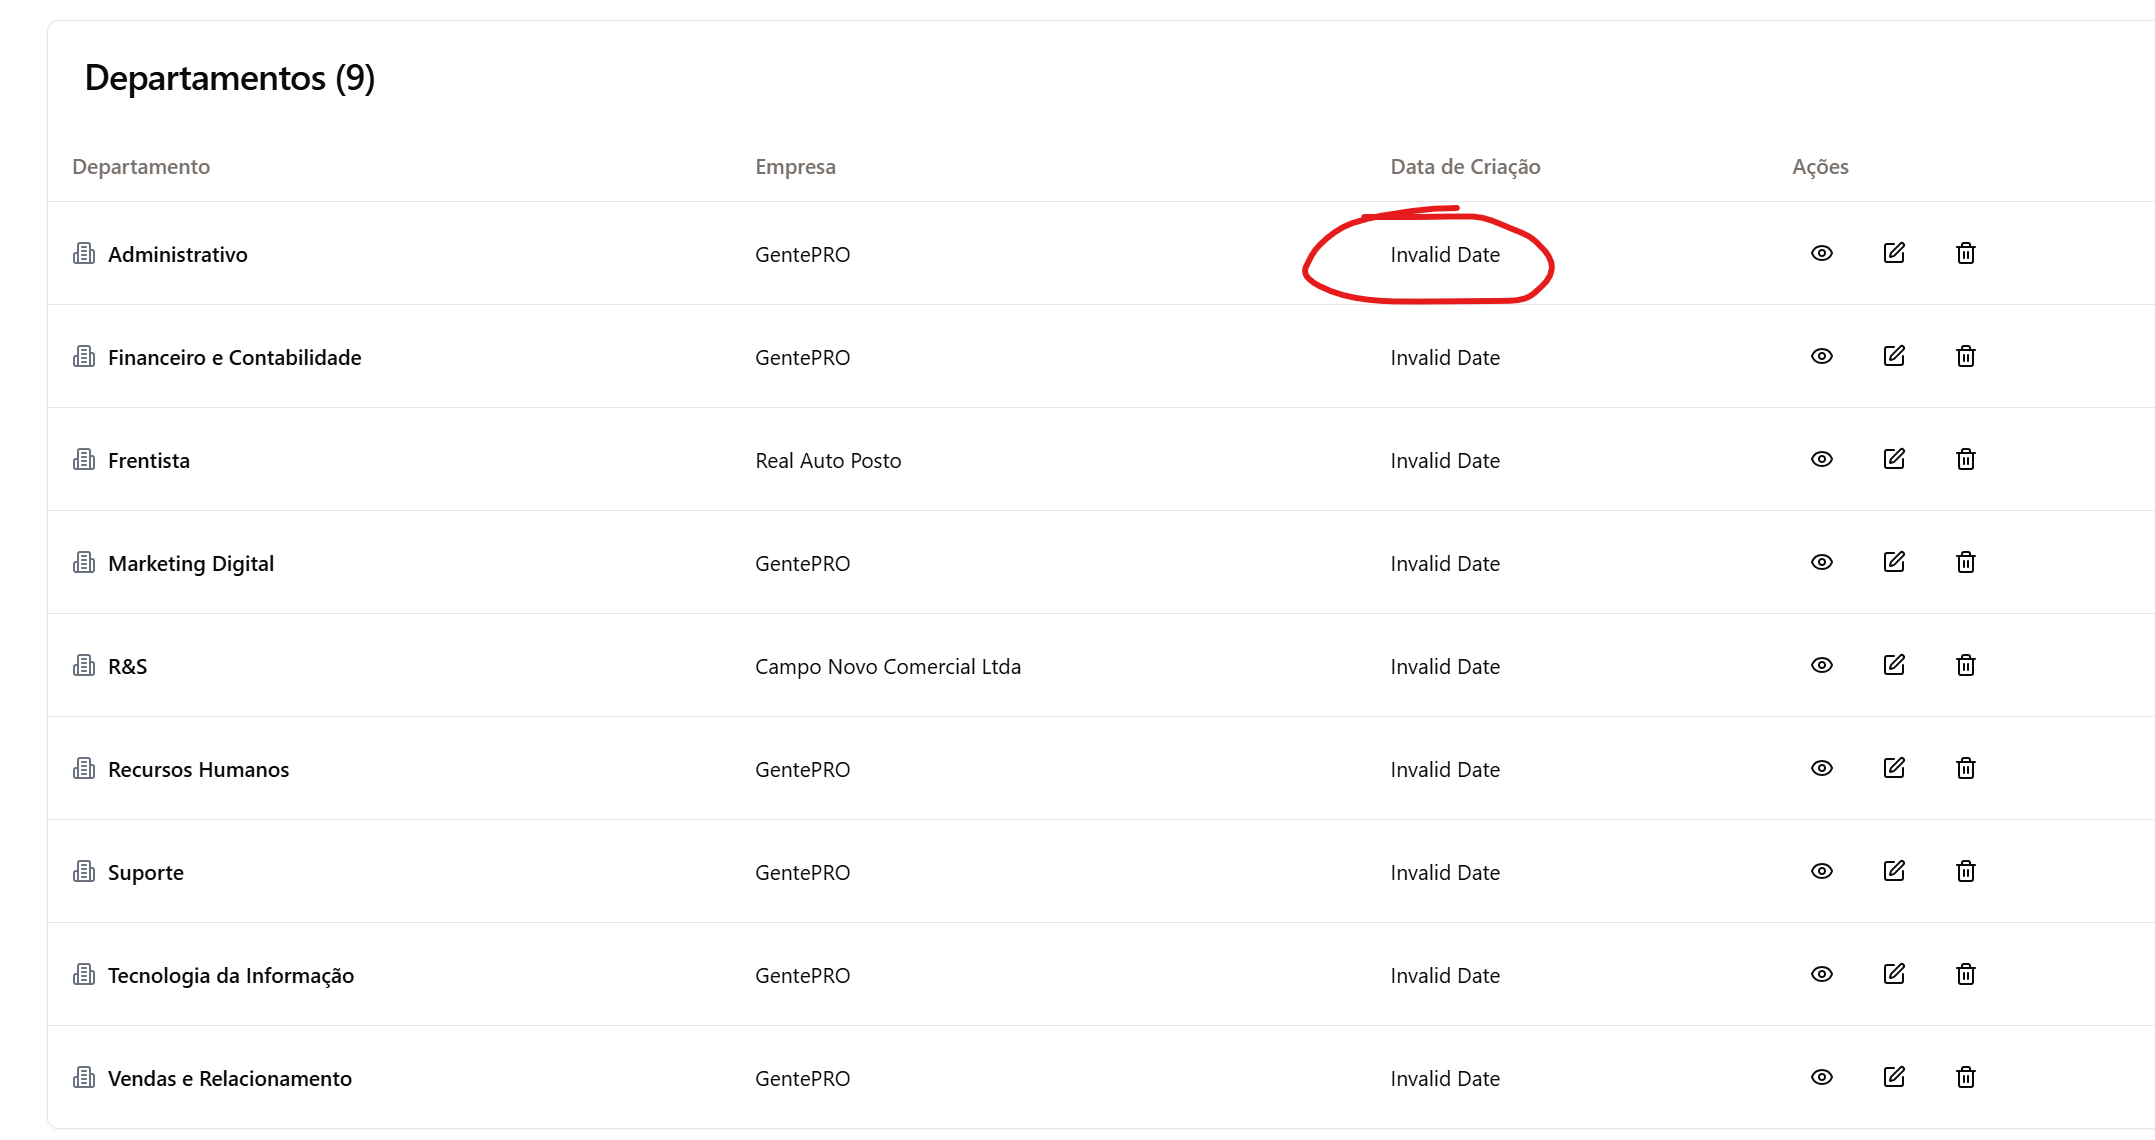 Departamentos (9)
Departamento Empresa Data de Criação Ações
Administrativo GentePRO Invalid Date
Financeiro e Contabilidade GentePRO Invalid Date
Frentista Real Auto Posto Invalid Date
Marketing Digital GentePRO Invalid Date
R&S Campo Novo Comercial Ltda Invalid Date
Recursos Humanos GentePRO Invalid Date
Suporte GentePRO Invalid Date
Tecnologia da Informação GentePRO Invalid Date
Vendas e Relacionamento GentePRO Invalid Date